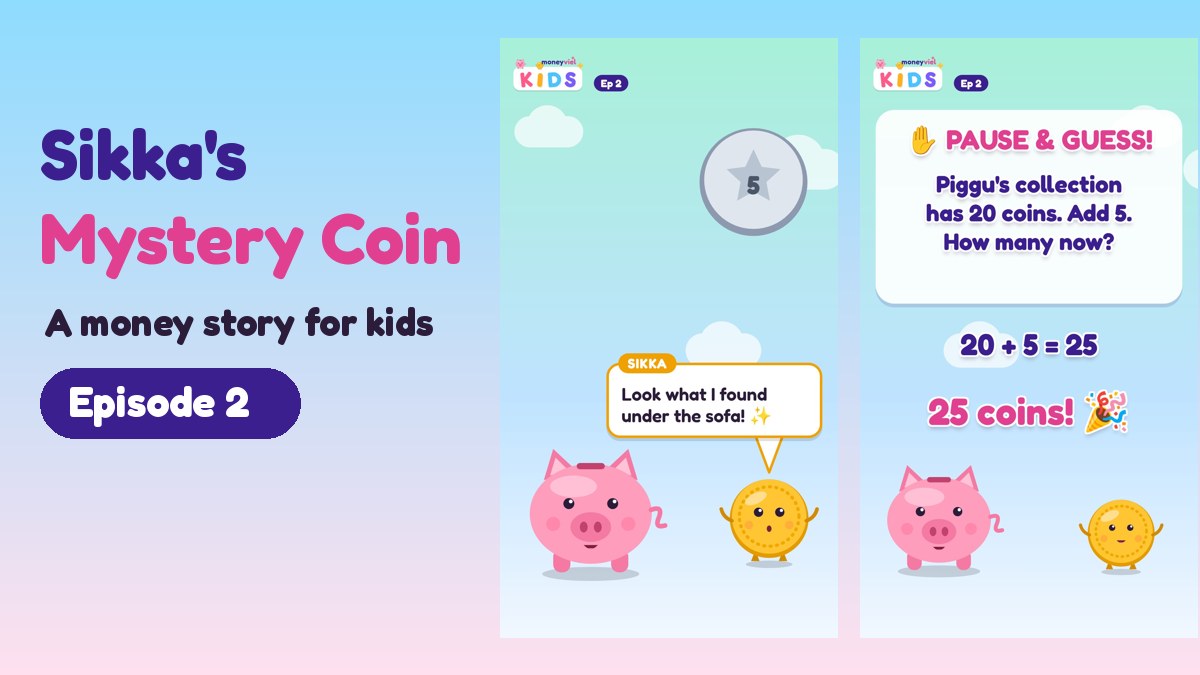 Sikka's
Mystery Coin
A money story for kids
Episode 2
moneyviet
KIDS
Ep 2
5
SIKKA
Look what I found
under the sofa! ✨
moneyviet
KIDS
Ep 2
✋ PAUSE & GUESS!
Piggu's collection
has 20 coins. Add 5.
How many now?
20 + 5 = 25
25 coins! 🎉